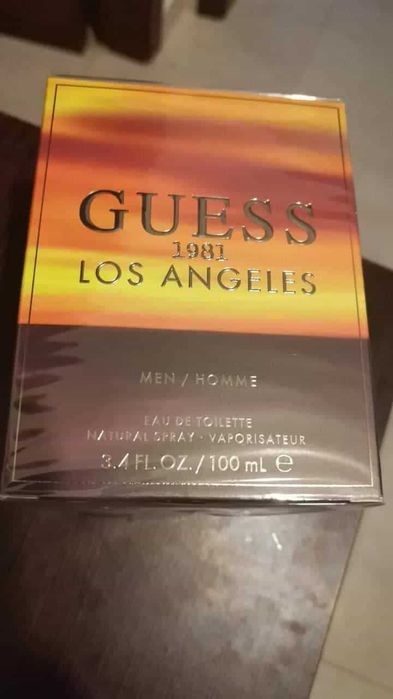 GUESS
1981
LOS ANGELES
MEN / HOMME
EAU DE TOILETTE
NATURAL SPRAY · VAPORISATEUR
3.4 FL. OZ. / 100 mL ℮